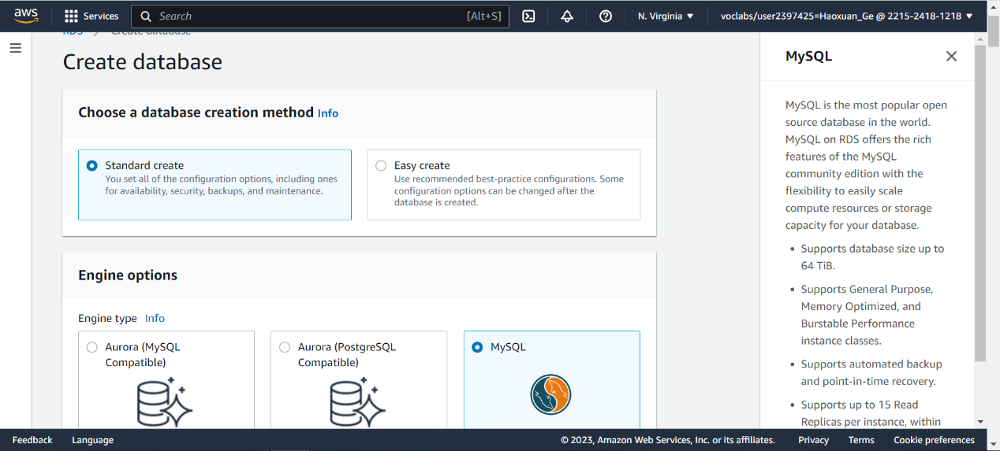 aws
Services
Search
[Alt+S]
N. Virginia
voclabs/user2397425=Haoxuan_Ge @ 2215-2418-1218
RDS
Create database
Create database
Choose a database creation method Info
Standard create
You set all of the configuration options, including ones
for availability, security, backups, and maintenance.
Easy create
Use recommended best-practice configurations. Some
configuration options can be changed after the
database is created.
Engine options
Engine type Info
Aurora (MySQL
Compatible)
Aurora (PostgreSQL
Compatible)
MySQL
MySQL
MySQL is the most popular open
source database in the world.
MySQL on RDS offers the rich
features of the MySQL
community edition with the
flexibility to easily scale
compute resources or storage
capacity for your database.
• Supports database size up to
64 TiB.
• Supports General Purpose,
Memory Optimized, and
Burstable Performance
instance classes.
• Supports automated backup
and point-in-time recovery.
• Supports up to 15 Read
Replicas per instance, within
Feedback
Language
© 2023, Amazon Web Services, Inc. or its affiliates.
Privacy
Terms
Cookie preferences